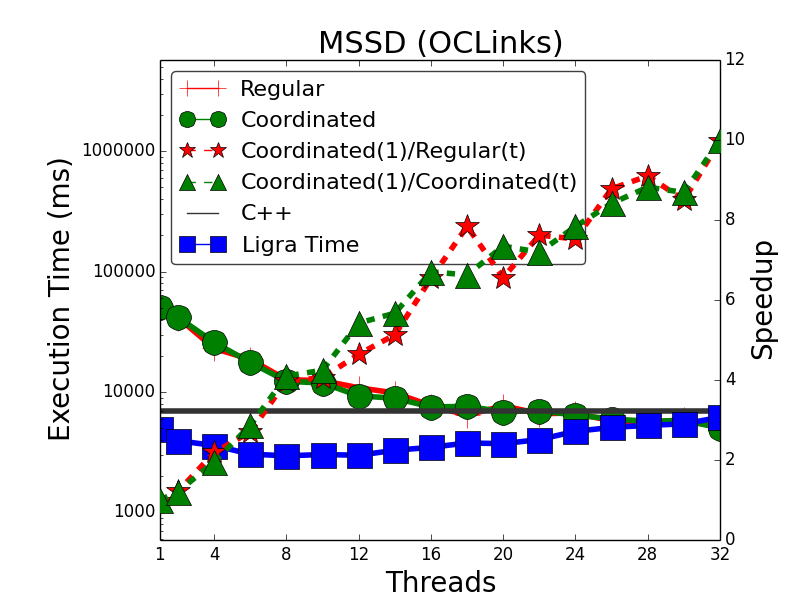 MSSD (OCLinks)
Regular
Coordinated
Coordinated(1)/Regular(t)
Coordinated(1)/Coordinated(t)
C++
Ligra Time
Execution Time (ms)
1000000
100000
10000
1000
12
10
8
6
4
2
0
Speedup
1 4 8 12 16 20 24 28 32
Threads